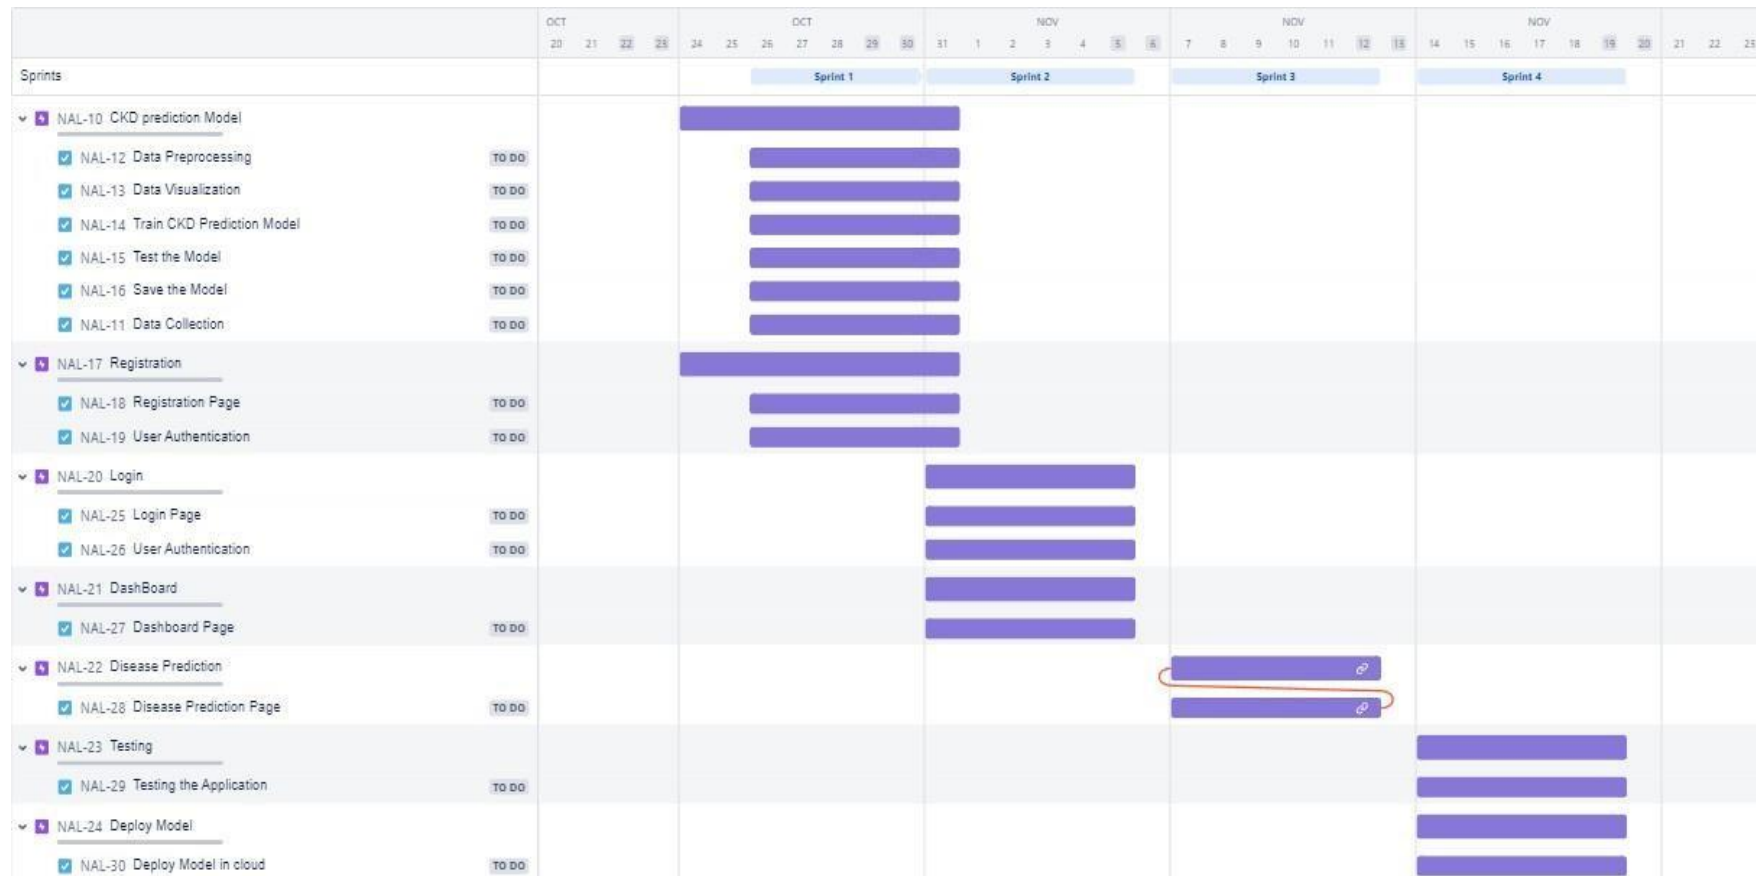 OCT OCT NOV NOV NOV
20 21 22 23 24 25 26 27 28 29 30 31 1 2 3 4 5 6 7 8 9 10 11 12 13 14 15 16 17 18 19 20 21 22 23
Sprints Sprint 1 Sprint 2 Sprint 3 Sprint 4
NAL-10 CKD prediction Model
NAL-12 Data Preprocessing TO DO
NAL-13 Data Visualization TO DO
NAL-14 Train CKD Prediction Model TO DO
NAL-15 Test the Model TO DO
NAL-16 Save the Model TO DO
NAL-11 Data Collection TO DO
NAL-17 Registration
NAL-18 Registration Page TO DO
NAL-19 User Authentication TO DO
NAL-20 Login
NAL-25 Login Page TO DO
NAL-26 User Authentication TO DO
NAL-21 DashBoard
NAL-27 Dashboard Page TO DO
NAL-22 Disease Prediction
NAL-28 Disease Prediction Page TO DO
NAL-23 Testing
NAL-29 Testing the Application TO DO
NAL-24 Deploy Model
NAL-30 Deploy Model in cloud TO DO